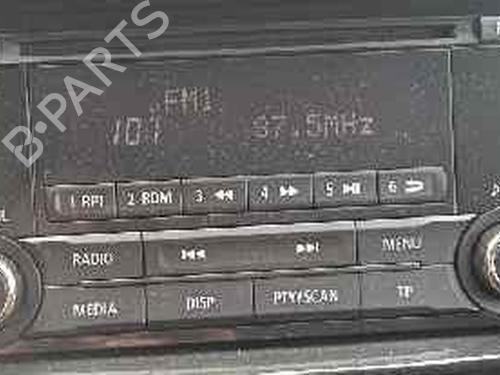 B-PARTS
FM1
101 87.5MHz
1 RPT 2 RDM 3 4 5 6
RADIO MENU
MEDIA DISP PTY/SCAN TP